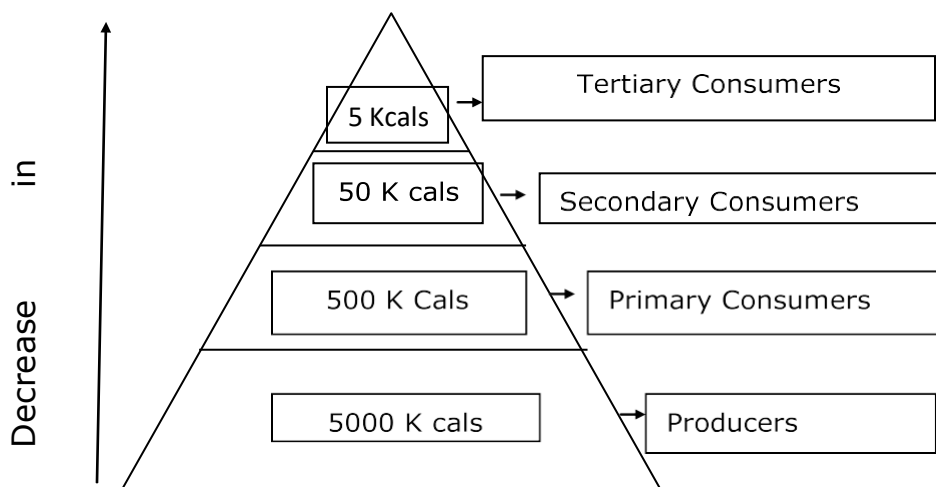 Tertiary Consumers
5 Kcals
50 K cals
Secondary Consumers
500 K Cals
Primary Consumers
5000 K cals
Producers
Decrease in